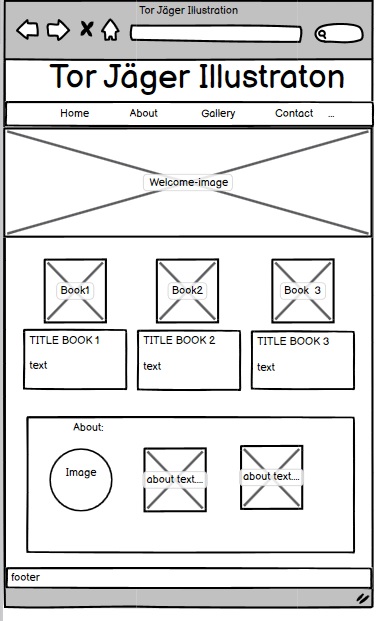 Tor Jäger Illustration
Tor Jäger Illustraton
Home About Gallery Contact ...
Welcome-image
Book1 Book2 Book 3
TITLE BOOK 1 TITLE BOOK 2 TITLE BOOK 3
text text text
About:
Image about text.... about text....
footer